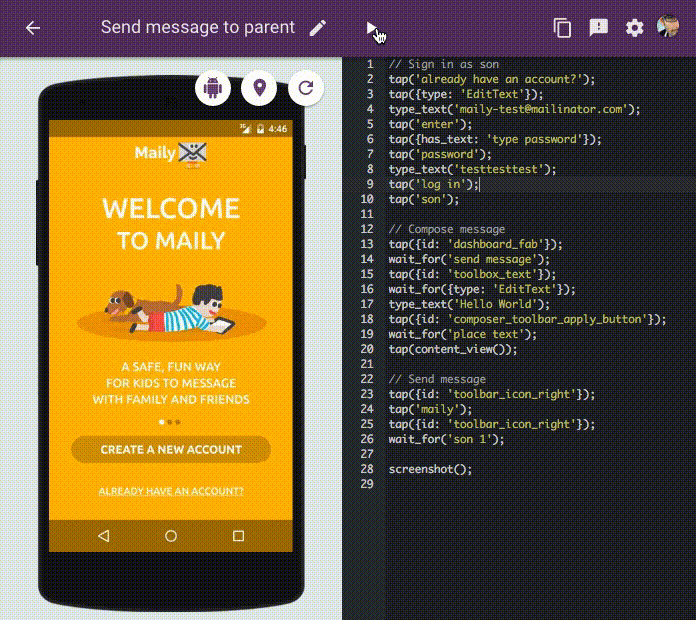 Send message to parent
4:46
Maily
WELCOME
TO MAILY
A SAFE, FUN WAY
FOR KIDS TO MESSAGE
WITH FAMILY AND FRIENDS
CREATE A NEW ACCOUNT
ALREADY HAVE AN ACCOUNT?
1 // Sign in as son
2 tap('already have an account?');
3 tap({type: 'EditText'});
4 type_text('maily-test@mailinator.com');
5 tap('enter');
6 tap({has_text: 'type password'});
7 tap('password');
8 type_text('testtesttest');
9 tap('log in');
10 tap('son');
11
12 // Compose message
13 tap({id: 'dashboard_fab'});
14 wait_for('send message');
15 tap({id: 'toolbox_text'});
16 wait_for({type: 'EditText'});
17 type_text('Hello World');
18 tap({id: 'composer_toolbar_apply_button'});
19 wait_for('place text');
20 tap(content_view());
21
22 // Send message
23 tap({id: 'toolbar_icon_right'});
24 tap('maily');
25 tap({id: 'toolbar_icon_right'});
26 wait_for('son 1');
27
28 screenshot();
29